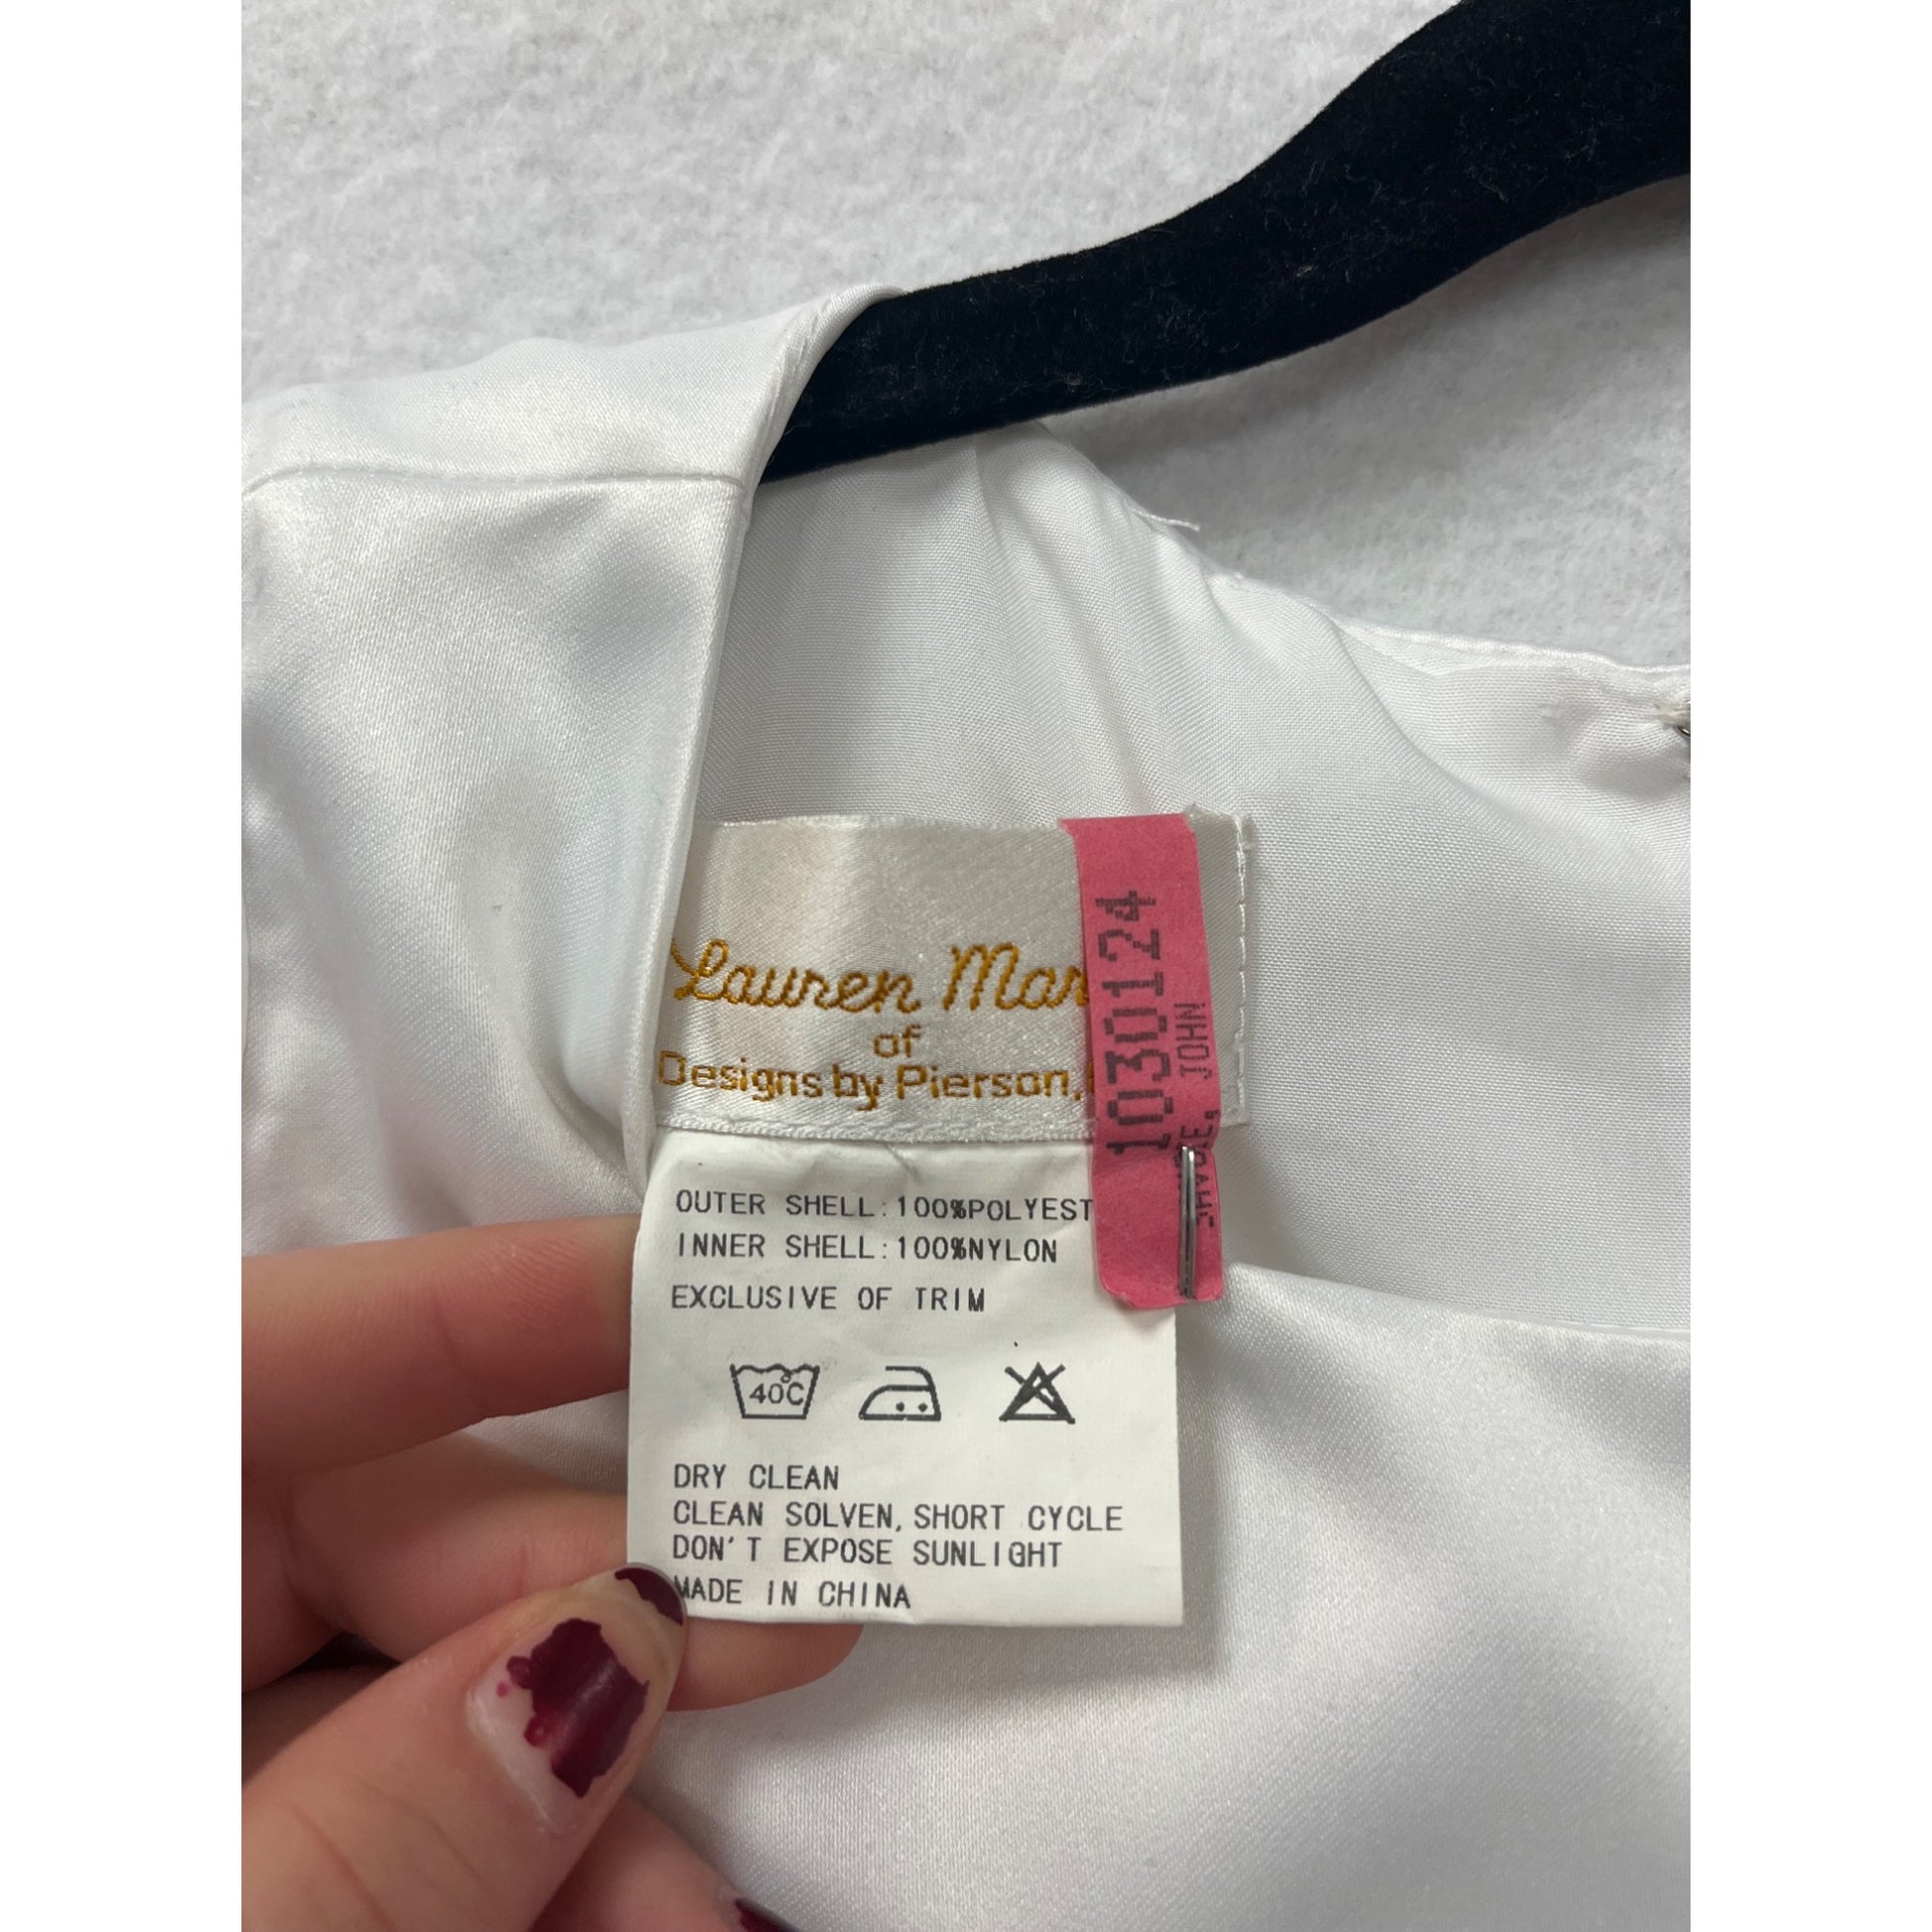 Lauren Mar
of
Designs by Pierson,
1030124
JOHN
OUTER SHELL:100%POLYEST
INNER SHELL:100%NYLON
EXCLUSIVE OF TRIM
40C
DRY CLEAN
CLEAN SOLVEN,SHORT CYCLE
DON'T EXPOSE SUNLIGHT
MADE IN CHINA